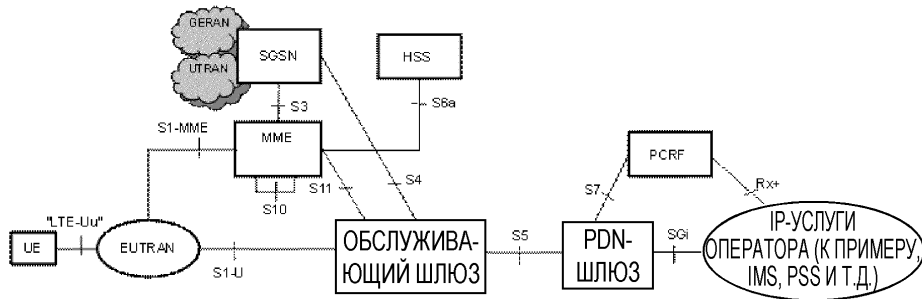 GERAN
SGSN
HSS
UTRAN
S3
S6a
S1-MME
MME
PCRF
S11
S4
S7
Rx+
S10
"LTE-Uu"
UE
EUTRAN
S1-U
ОБСЛУЖИВА-
ЮЩИЙ ШЛЮЗ
S5
PDN-
ШЛЮЗ
SGi
IP-УСЛУГИ
ОПЕРАТОРА (К ПРИМЕРУ,
IMS, PSS И Т.Д.)